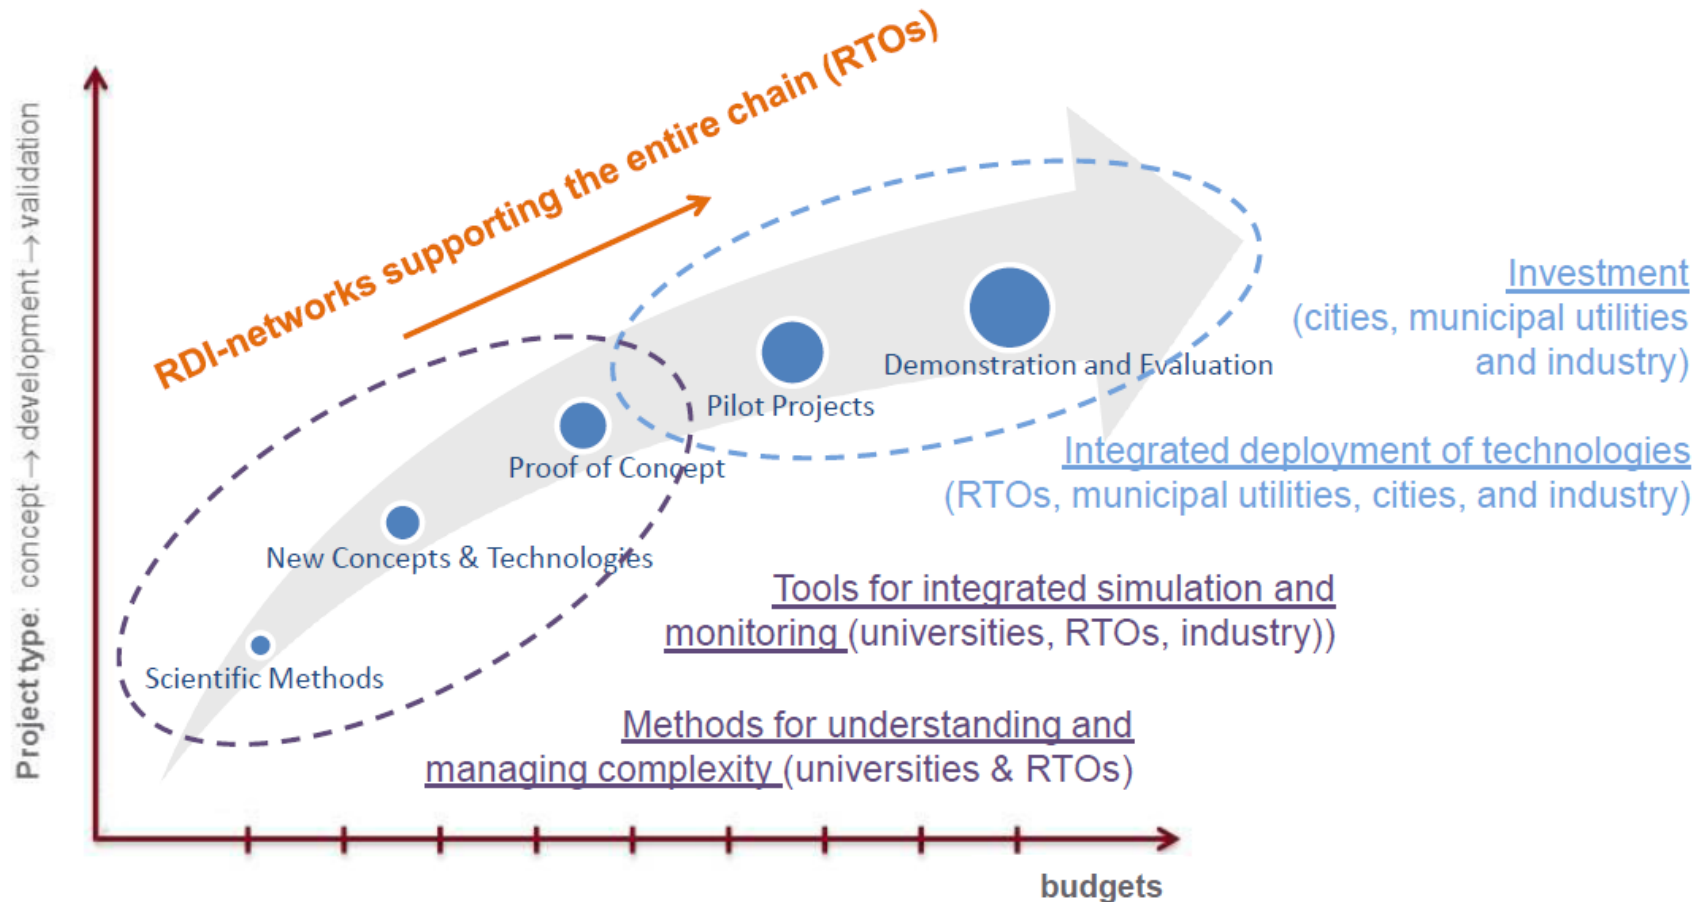 RDI-networks supporting the entire chain (RTOs)
Project type: concept → development → validation
Investment
(cities, municipal utilities
and industry)
Demonstration and Evaluation
Pilot Projects
Integrated deployment of technologies
(RTOs, municipal utilities, cities, and industry)
Proof of Concept
New Concepts & Technologies
Tools for integrated simulation and
monitoring (universities, RTOs, industry))
Scientific Methods
Methods for understanding and
managing complexity (universities & RTOs)
budgets